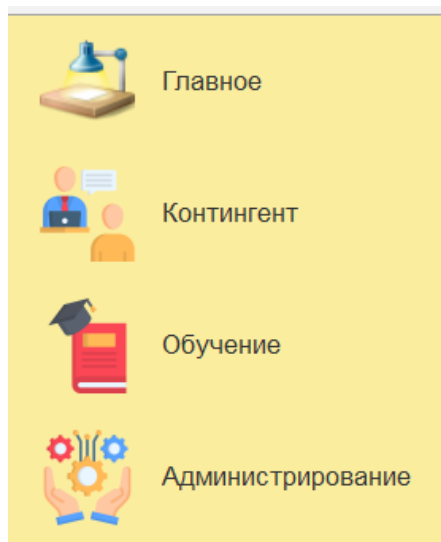 Главное
Контингент
Обучение
Администрирование